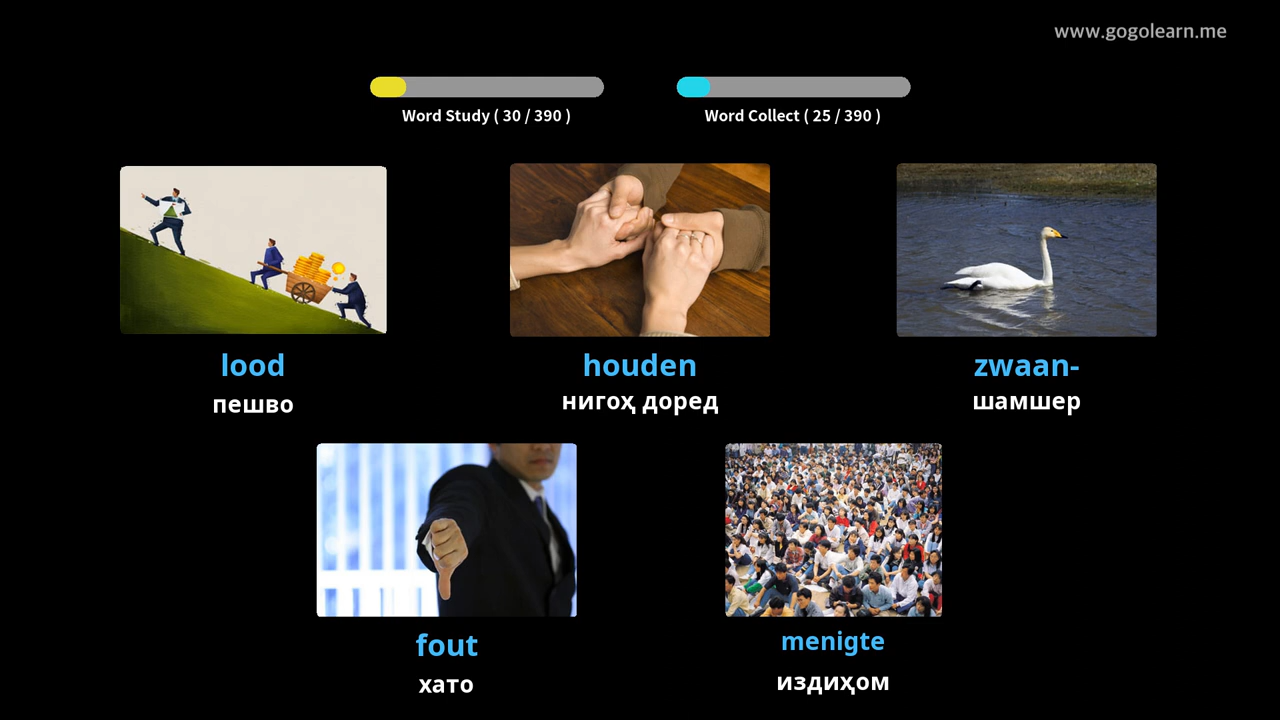 www.gogolearn.me
Word Study ( 30 / 390 )
Word Collect ( 25 / 390 )
lood
пешво
houden
нигоҳ доред
zwaan-
шамшер
fout
хато
menigte
издиҳом